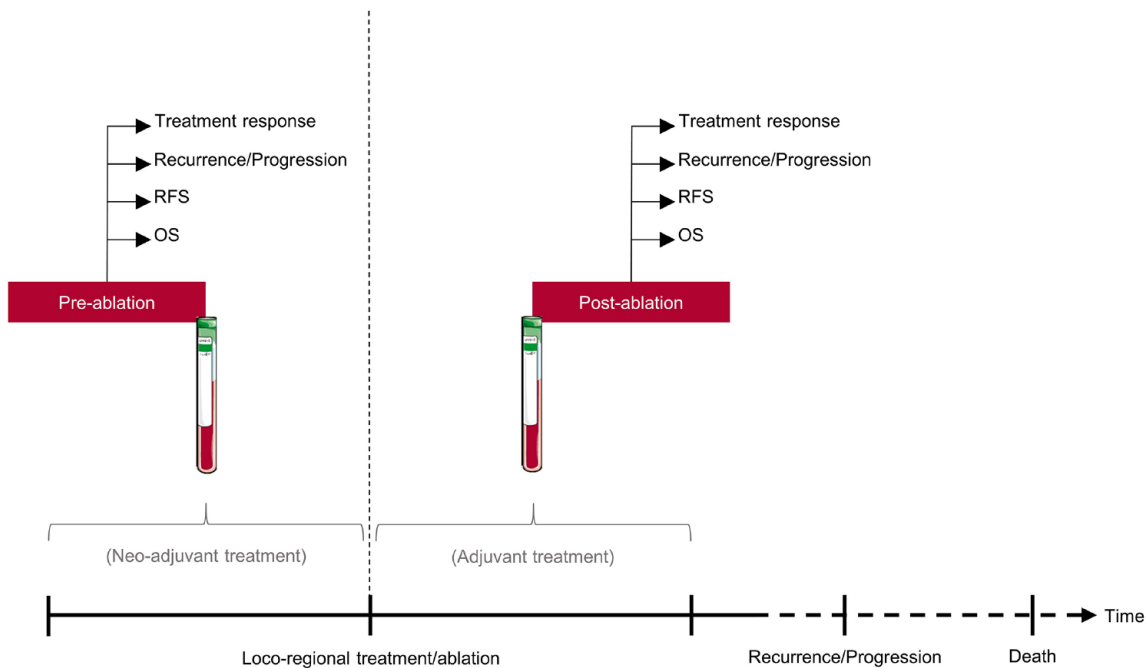 Treatment response
Recurrence/Progression
RFS
OS
Pre-ablation
Treatment response
Recurrence/Progression
RFS
OS
Post-ablation
(Neo-adjuvant treatment)
(Adjuvant treatment)
Time
Loco-regional treatment/ablation
Recurrence/Progression
Death